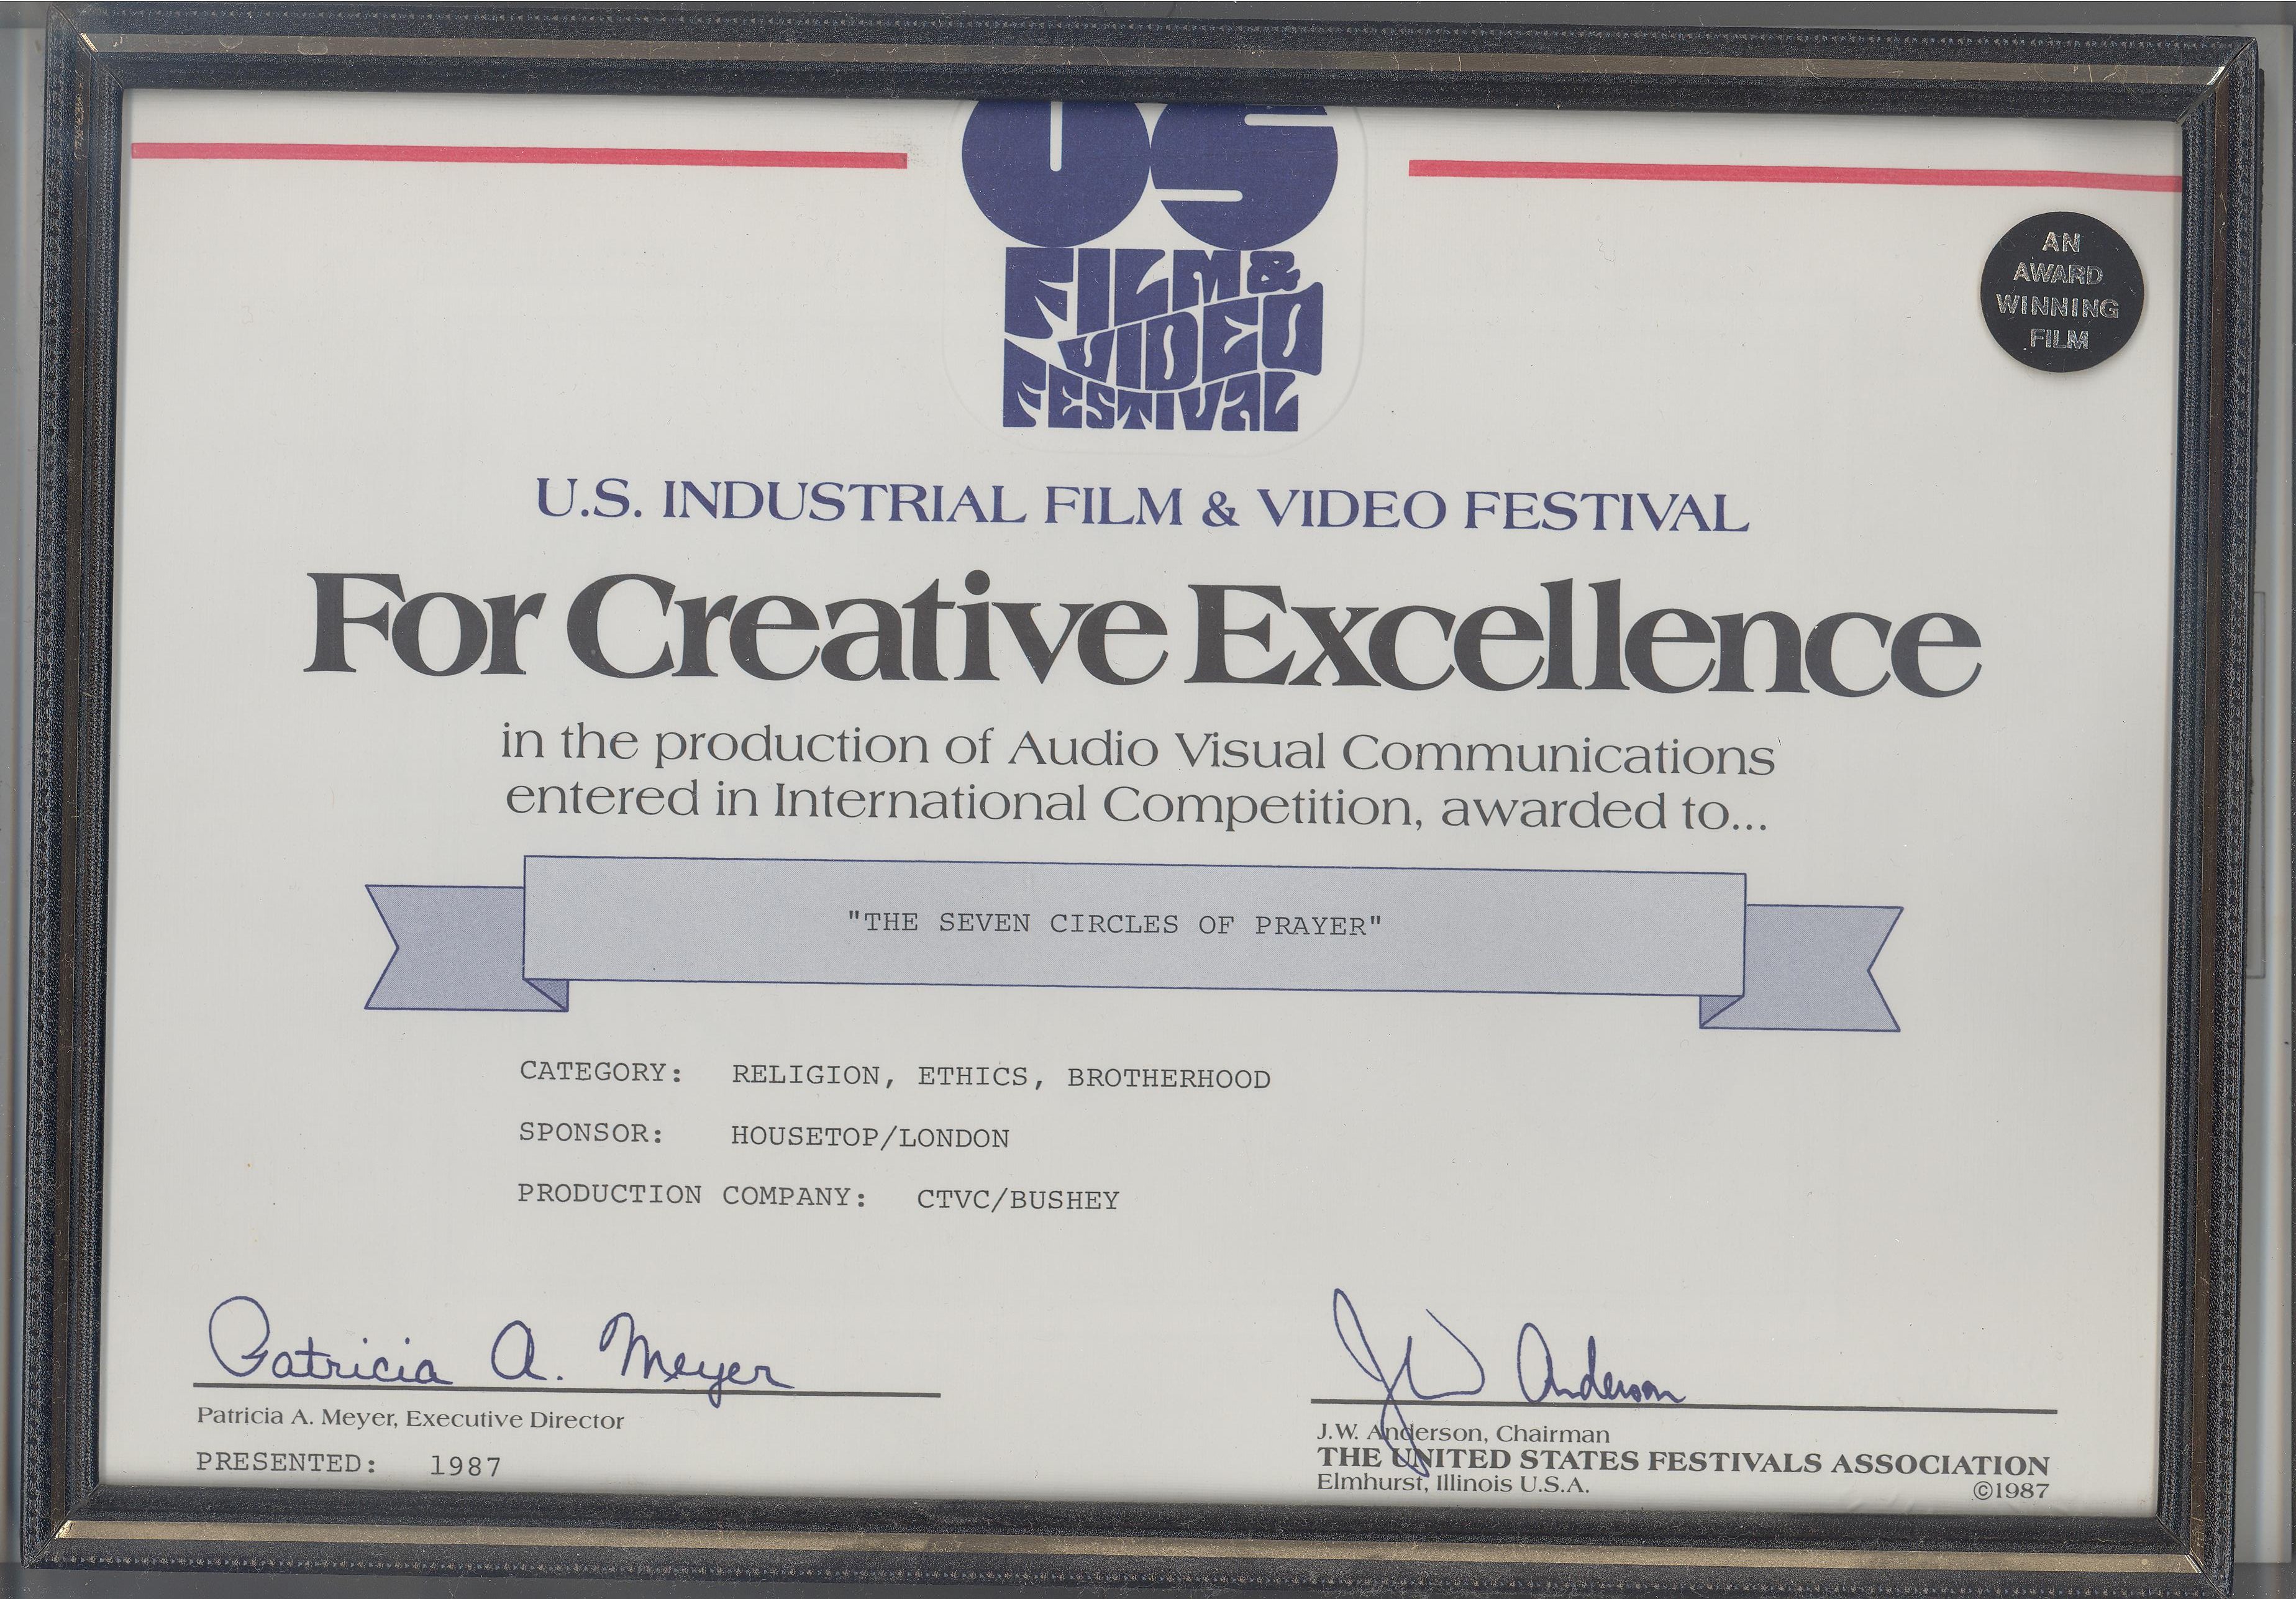 US
FILM &
VIDEO
FESTIVAL
AN
AWARD
WINNING
FILM
U.S. INDUSTRIAL FILM & VIDEO FESTIVAL
For Creative Excellence
in the production of Audio Visual Communications
entered in International Competition, awarded to...
"THE SEVEN CIRCLES OF PRAYER"
CATEGORY: RELIGION, ETHICS, BROTHERHOOD
SPONSOR: HOUSETOP/LONDON
PRODUCTION COMPANY: CTVC/BUSHEY
Patricia A. Meyer
Patricia A. Meyer, Executive Director
PRESENTED: 1987
JW Anderson
J.W. Anderson, Chairman
THE UNITED STATES FESTIVALS ASSOCIATION
Elmhurst, Illinois U.S.A. ©1987